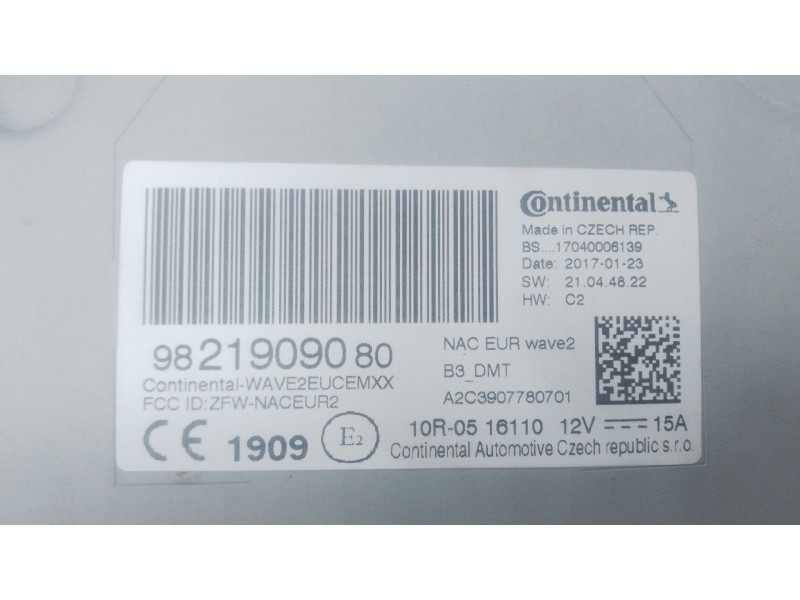 Continental
Made in CZECH REP.
BS....17040006139
Date: 2017-01-23
SW: 21.04.48.22
HW: C2
98 219090 80
Continental-WAVE2EUCEMXX
FCC ID:ZFW-NACEUR2
NAC EUR wave2
B3_DMT
A2C3907780701
CE 1909 E2
10R-05 16110 12V 15A
Continental Automotive Czech republic s.r.o.